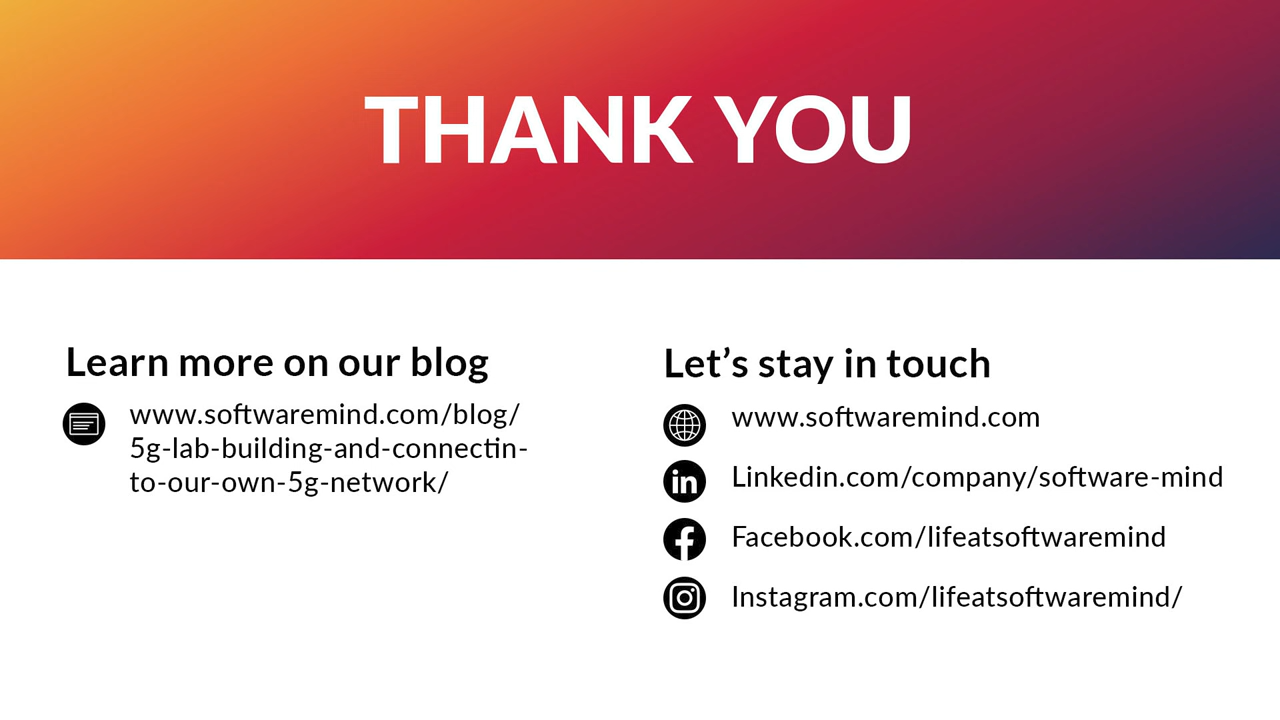 THANK YOU
Learn more on our blog
www.softwaremind.com/blog/
5g-lab-building-and-connectin-
to-our-own-5g-network/
Let’s stay in touch
www.softwaremind.com
Linkedin.com/company/software-mind
Facebook.com/lifeatsoftwaremind
Instagram.com/lifeatsoftwaremind/